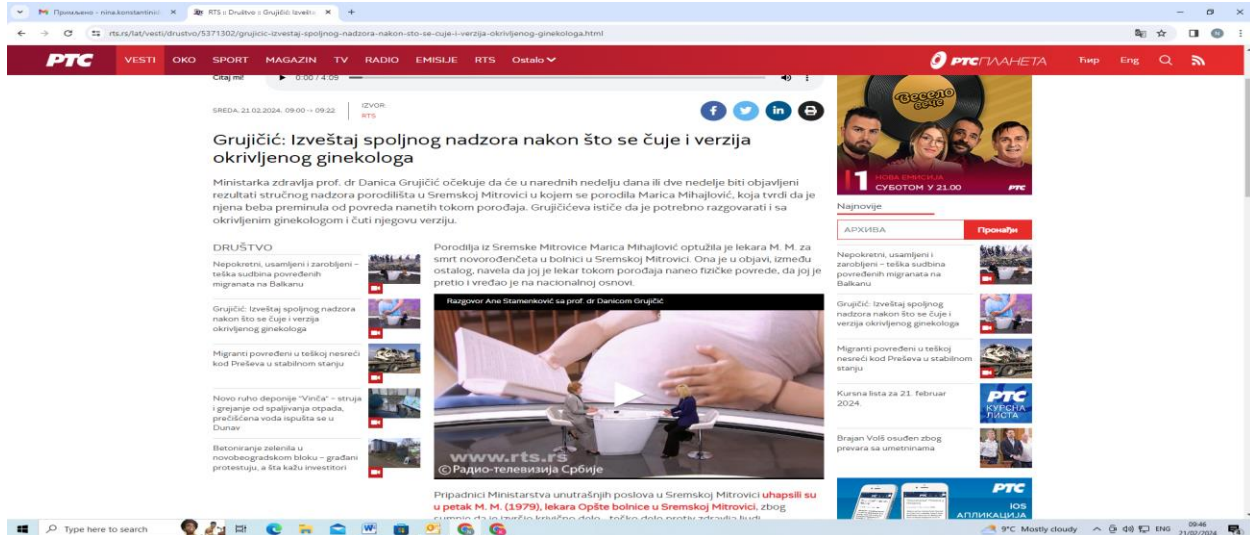 Примљено - nina.konstantinic
RTS :: Društvo :: Grujičić: Izvešta
rts.rs/lat/vesti/drustvo/5371302/grujicic-izvestaj-spoljnog-nadzora-nakon-sto-se-cuje-i-verzija-okrivljenog-ginekologa.html
РТС VESTI OKO SPORT MAGAZIN TV RADIO EMISIJE RTS Ostalo РТС ПЛАНЕТА Ћир Eng
Čitaj mi!
0:00 / 4:09
SREDA, 21.02.2024, 09:00 -> 09:22
IZVOR:
RTS
Grujičić: Izveštaj spoljnog nadzora nakon što se čuje i verzija
okrivljenog ginekologa
Ministarka zdravlja prof. dr Danica Grujičić očekuje da će u narednih nedelju dana ili dve nedelje biti objavljeni
rezultati stručnog nadzora porodilišta u Sremskoj Mitrovici u kojem se porodila Marica Mihajlović, koja tvrdi da je
njena beba preminula od povreda nanetih tokom porođaja. Grujičićeva ističe da je potrebno razgovarati i sa
okrivljenim ginekologom i čuti njegovu verziju.
DRUŠTVO
Nepokretni, usamljeni i
zarobljeni –
teška sudbina povređenih
migranata na Balkanu
Grujičić: Izveštaj spoljnog nadzora
nakon što se čuje i verzija
okrivljenog ginekologa
Migranti povređeni u teškoj nesreći
kod Preševa u stabilnom stanju
Novo ruho deponije "Vinča" – struja
i grejanje od spaljivanja otpada,
prečišćena voda ispušta se u
Dunav
Betoniranje zelenila u
novobeogradskom bloku – građani
protestuju, a šta kažu investitori
Porodilja iz Sremske Mitrovice Marica Mihajlović optužila je lekara M. M. za
smrt novorođenčeta u bolnici u Sremskoj Mitrovici. Ona je u objavi, između
ostalog, navela da joj je lekar tokom porođaja naneo fizičke povrede, da joj je
pretio i vređao je na nacionalnoj osnovi.
Razgovor Ane Stamenković sa prof. dr Danicom Grujičić
www.rts.rs
© Радио-телевизија Србије
Pripadnici Ministarstva unutrašnjih poslova u Sremskoj Mitrovici uhapsili su
u petak M. M. (1979), lekara Opšte bolnice u Sremskoj Mitrovici, zbog
sumnje da je izvršio krivično delo - teško delo protiv zdravlja ljudi.
Весело
вече
1
НОВА ЕМИСИЈА
СУБОТОМ У 21.00
РТС
Najnovije
АРХИВА
Пронађи
Nepokretni, usamljeni i
zarobljeni – teška sudbina
povređenih migranata na
Balkanu
Grujičić: Izveštaj spoljnog
nadzora nakon što se čuje i
verzija okrivljenog ginekologa
Migranti povređeni u teškoj
nesreći kod Preševa u stabilnom
stanju
Kursna lista za 21. februar
2024.
РТС
КУРСНА
ЛИСТА
Brajan Volš osuđen zbog
prevara sa umetninama
РТС
iOS
АПЛИКАЦИЈА
Type here to search
9°C Mostly cloudy
ENG
09:46
21/02/2024